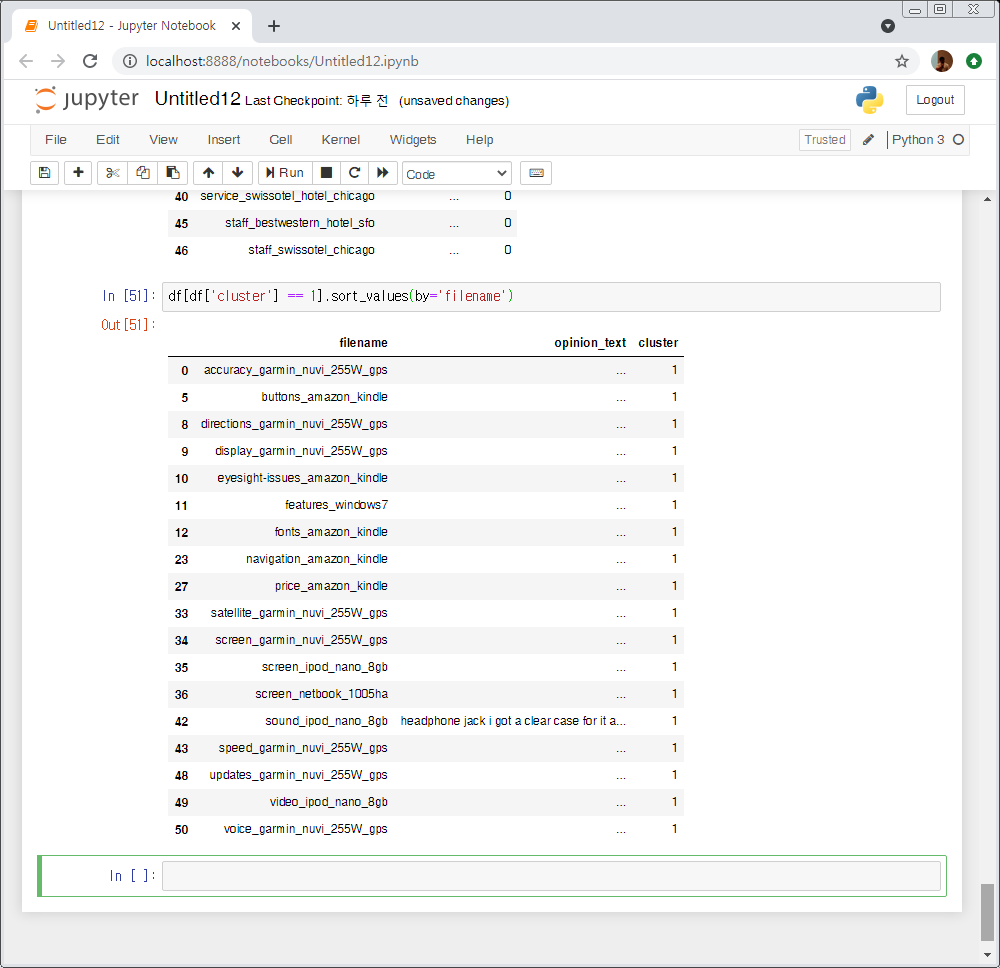 Untitled12 - Jupyter Notebook
localhost:8888/notebooks/Untitled12.ipynb
jupyter Untitled12 Last Checkpoint: 하루 전 (unsaved changes) Logout
File Edit View Insert Cell Kernel Widgets Help Trusted Python 3
Run Code
40 service_swissotel_hotel_chicago ... 0
45 staff_bestwestern_hotel_sfo ... 0
46 staff_swissotel_chicago ... 0
In [51]: df[df['cluster'] == 1].sort_values(by='filename')
Out[51]:
filename opinion_text cluster
0 accuracy_garmin_nuvi_255W_gps ... 1
5 buttons_amazon_kindle ... 1
8 directions_garmin_nuvi_255W_gps ... 1
9 display_garmin_nuvi_255W_gps ... 1
10 eyesight-issues_amazon_kindle ... 1
11 features_windows7 ... 1
12 fonts_amazon_kindle ... 1
23 navigation_amazon_kindle ... 1
27 price_amazon_kindle ... 1
33 satellite_garmin_nuvi_255W_gps ... 1
34 screen_garmin_nuvi_255W_gps ... 1
35 screen_ipod_nano_8gb ... 1
36 screen_netbook_1005ha ... 1
42 sound_ipod_nano_8gb headphone jack i got a clear case for it a... 1
43 speed_garmin_nuvi_255W_gps ... 1
48 updates_garmin_nuvi_255W_gps ... 1
49 video_ipod_nano_8gb ... 1
50 voice_garmin_nuvi_255W_gps ... 1
In [ ]: